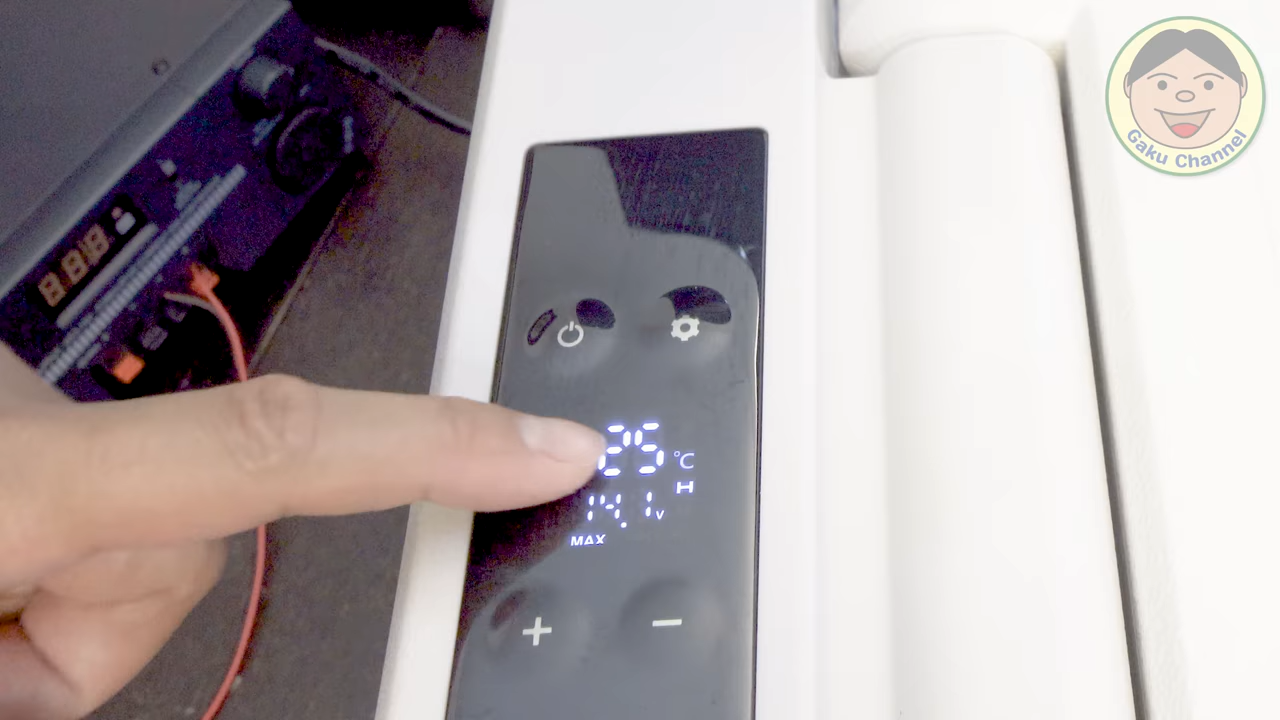 Gaku Channel
25 °C
H
14.1 v
MAX
+ −